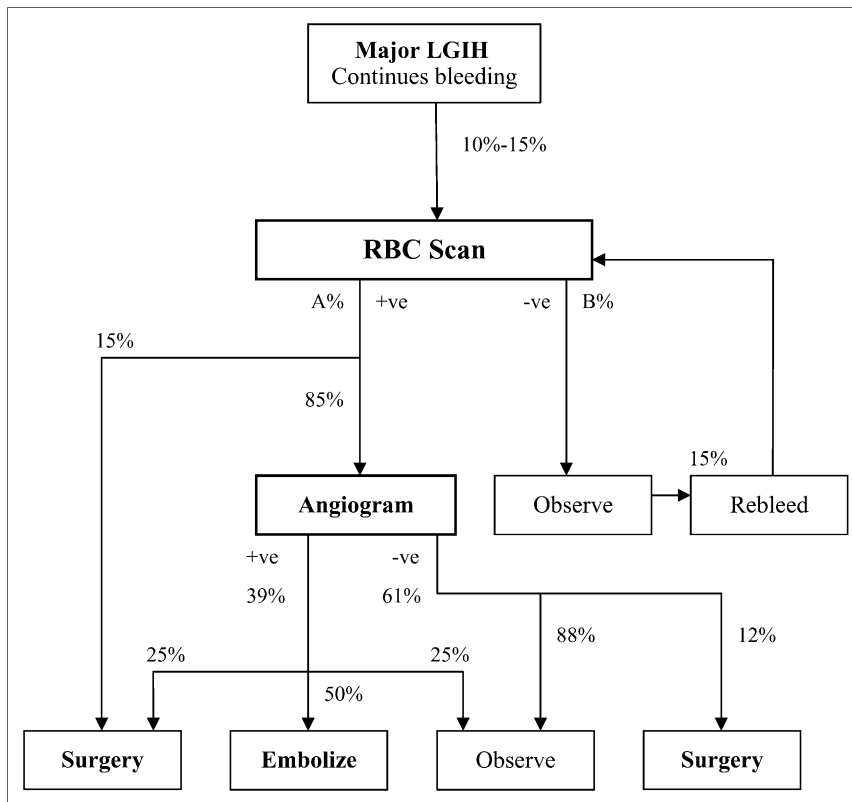 Major LGIH
Continues bleeding
10%-15%
RBC Scan
A% +ve -ve B%
15%
85%
15%
Angiogram
Observe
Rebleed
+ve -ve
39% 61%
88% 12%
25% 25%
50%
Surgery
Embolize
Observe
Surgery